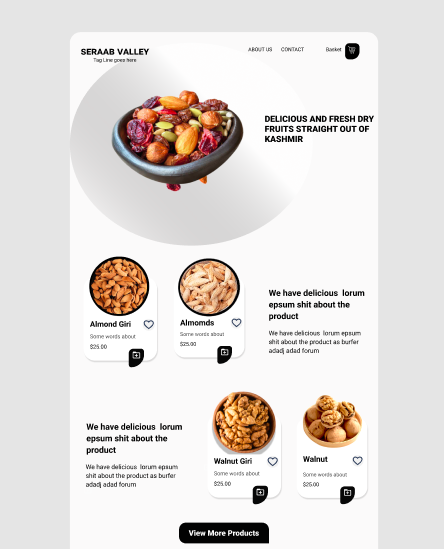 SERAAB VALLEY
Tag Line goes here
ABOUT US
CONTACT
Basket
DELICIOUS AND FRESH DRY
FRUITS STRAIGHT OUT OF
KASHMIR
Almond Giri
Some words about
$25.00
Almomds
Some words about
$25.00
We have delicious lorum
epsum shit about the
product
We have delicious lorum epsum
shit about the product as burfer
adadj adad forum
We have delicious lorum
epsum shit about the
product
We have delicious lorum epsum
shit about the product as burfer
adadj adad forum
Walnut Giri
Some words about
$25.00
Walnut
Some words about
$25.00
View More Products